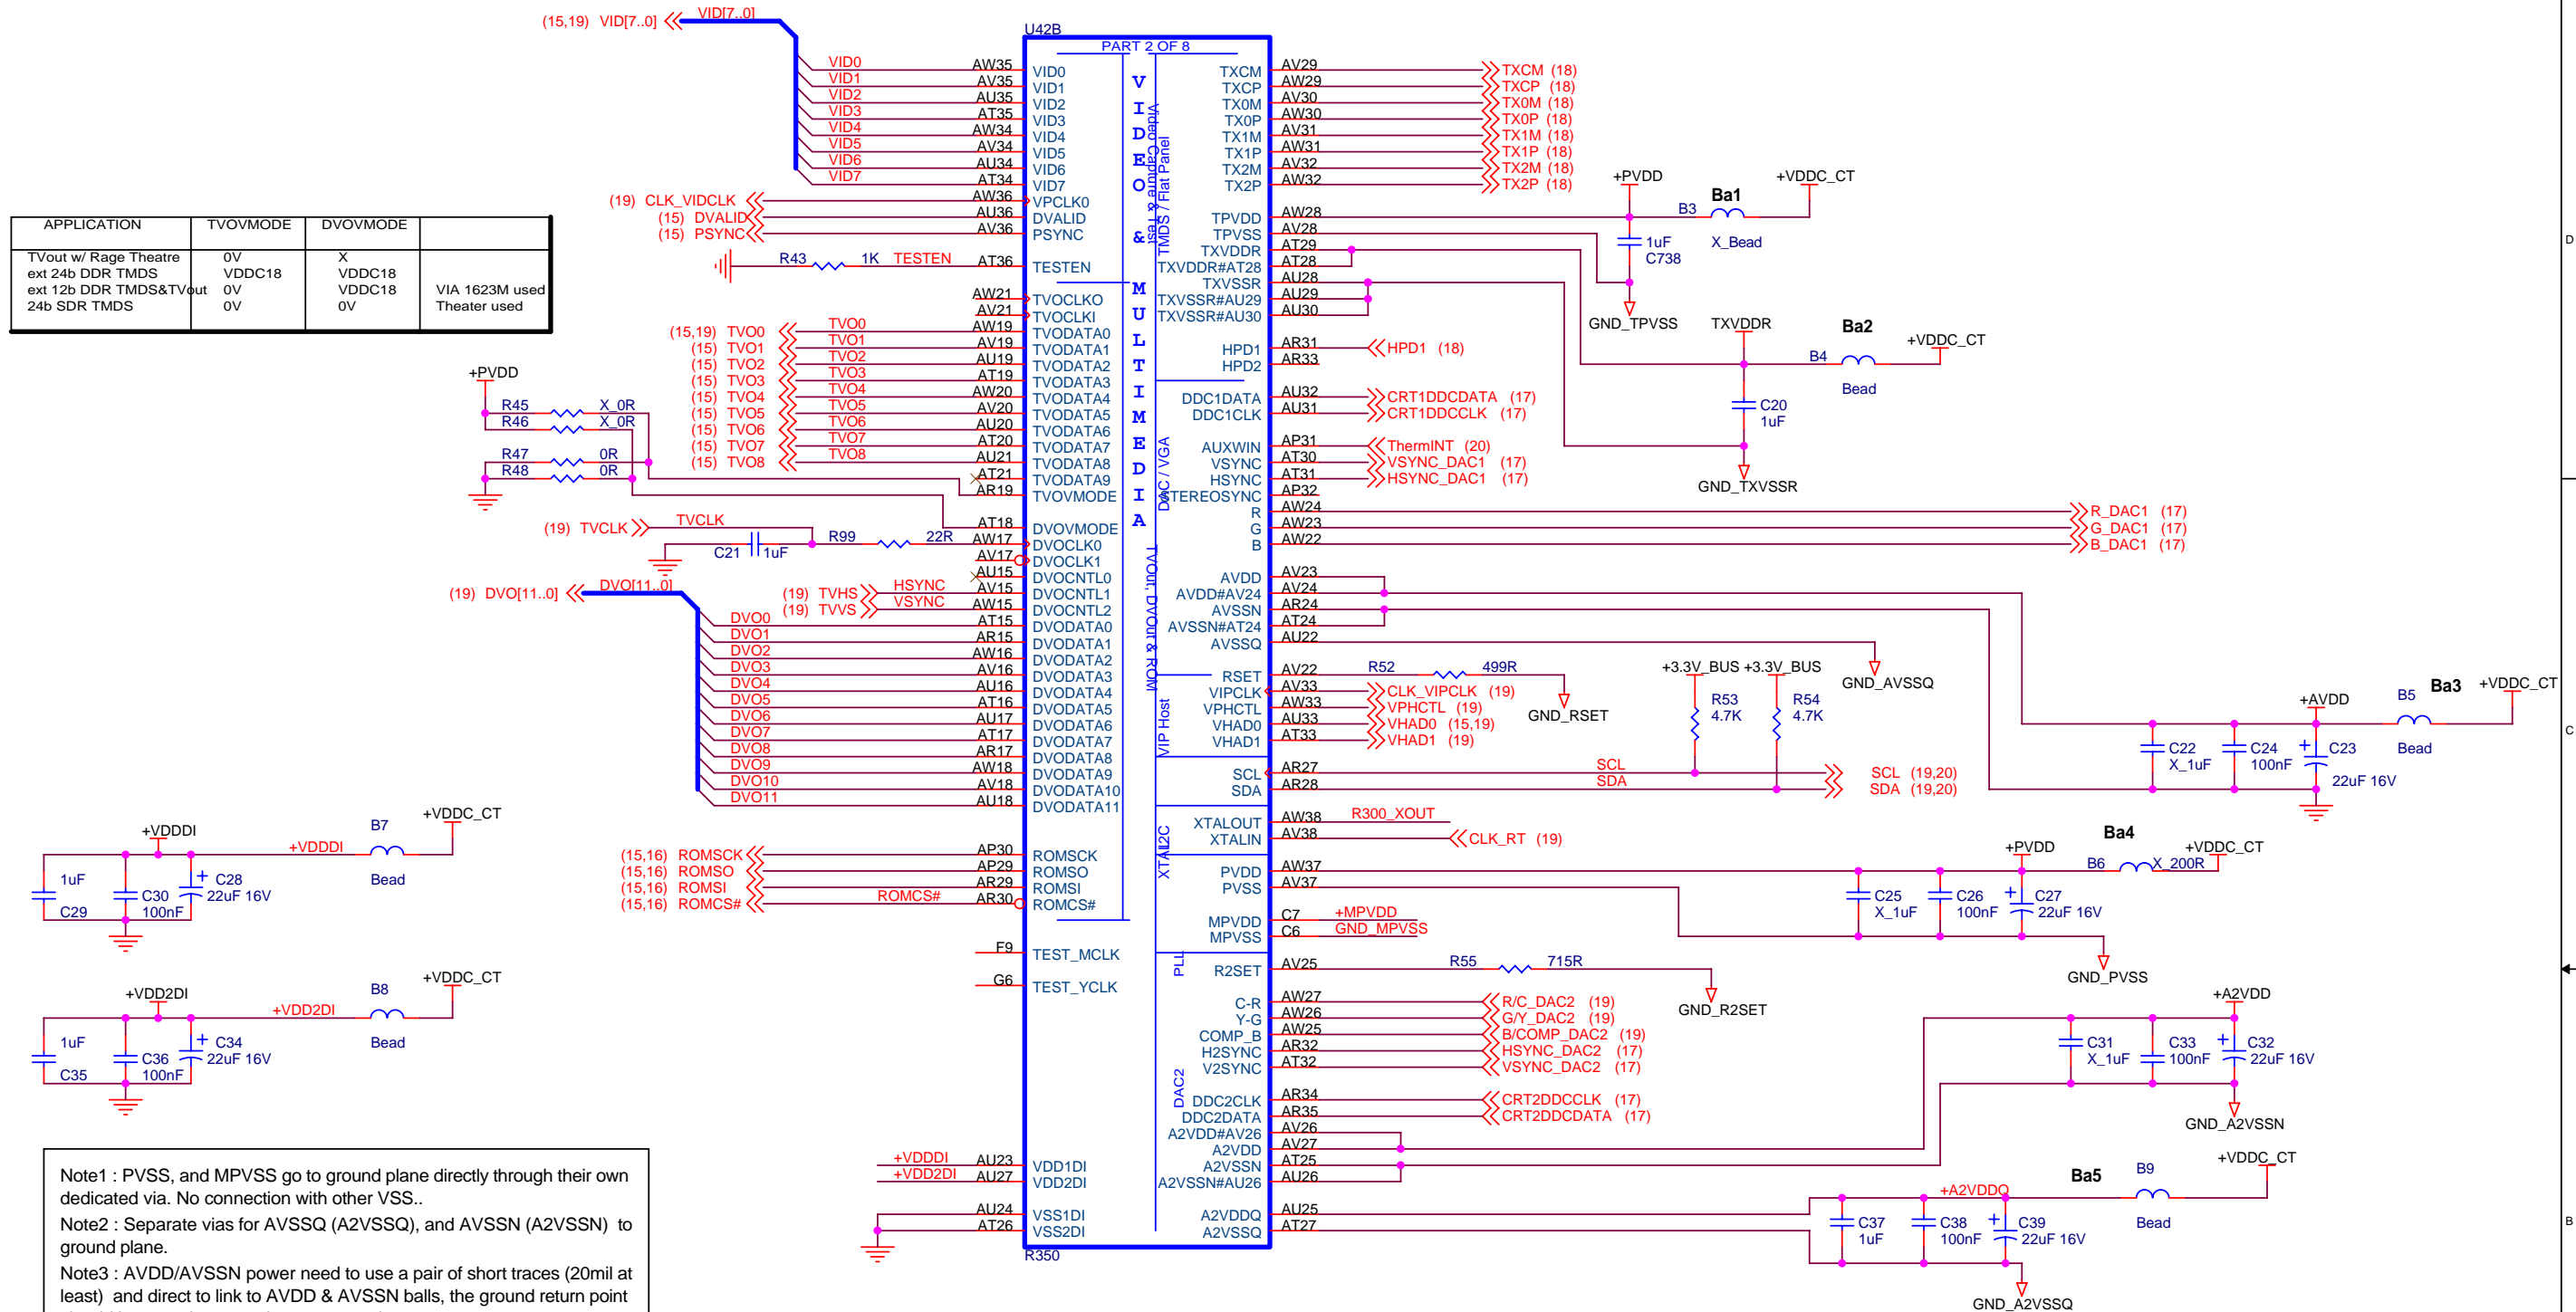 (15,19) VID[7..0]
VID[7..0]
U42B
PART 2 OF 8
VIDEO & MULTIMEDIA
Video Capture & Test
TMDS / Flat Panel
DAC / VGA
TVOut, DVOut & ROM
VIP Host
I2C
XTAL
PLL
DAC2
VID0 AW35 VID0
VID1 AV35 VID1
VID2 AU35 VID2
VID3 AT35 VID3
VID4 AW34 VID4
VID5 AV34 VID5
VID6 AU34 VID6
VID7 AT34 VID7
(19) CLK_VIDCLK AW36 VPCLK0
(15) DVALID AU36 DVALID
(15) PSYNC AV36 PSYNC
R43 1K TESTEN AT36 TESTEN
AW21 TVOCLKO
AV21 TVOCLKI
(15,19) TVO0 TVO0 AW19 TVODATA0
(15) TVO1 TVO1 AV19 TVODATA1
(15) TVO2 TVO2 AU19 TVODATA2
(15) TVO3 TVO3 AT19 TVODATA3
(15) TVO4 TVO4 AW20 TVODATA4
(15) TVO5 TVO5 AV20 TVODATA5
(15) TVO6 TVO6 AU20 TVODATA6
(15) TVO7 TVO7 AT20 TVODATA7
(15) TVO8 TVO8 AU21 TVODATA8
AT21 TVODATA9
AR19 TVOVMODE
+PVDD
R45 X_0R
R46 X_0R
R47 0R
R48 0R
AT18 DVOVMODE
(19) TVCLK TVCLK
C21 1uF R99 22R AW17 DVOCLK0
AV17 DVOCLK1
AU15 DVOCNTL0
(19) TVHS HSYNC AV15 DVOCNTL1
(19) TVVS VSYNC AW15 DVOCNTL2
(19) DVO[11..0] DVO[11..0]
DVO0 AT15 DVODATA0
DVO1 AR15 DVODATA1
DVO2 AW16 DVODATA2
DVO3 AV16 DVODATA3
DVO4 AU16 DVODATA4
DVO5 AT16 DVODATA5
DVO6 AU17 DVODATA6
DVO7 AT17 DVODATA7
DVO8 AR17 DVODATA8
DVO9 AW18 DVODATA9
DVO10 AV18 DVODATA10
DVO11 AU18 DVODATA11
(15,16) ROMSCK AP30 ROMSCK
(15,16) ROMSO AP29 ROMSO
(15,16) ROMSI AR29 ROMSI
(15,16) ROMCS# ROMCS# AR30 ROMCS#
F9 TEST_MCLK
G6 TEST_YCLK
+VDDDI AU23 VDD1DI
+VDD2DI AU27 VDD2DI
AU24 VSS1DI
AT26 VSS2DI
R350
APPLICATION TVOVMODE DVOVMODE
TVout w/ Rage Theatre 0V X
ext 24b DDR TMDS VDDC18 VDDC18
ext 12b DDR TMDS&TVout 0V VDDC18 VIA 1623M used
24b SDR TMDS 0V 0V Theater used
+VDDDI +VDDDI B7 Bead +VDDC_CT
1uF C29
C30 100nF
+ C28 22uF 16V
+VDD2DI +VDD2DI B8 Bead +VDDC_CT
1uF C35
C36 100nF
+ C34 22uF 16V
TXCM AV29 TXCM (18)
TXCP AW29 TXCP (18)
TX0M AV30 TX0M (18)
TX0P AW30 TX0P (18)
TX1M AV31 TX1M (18)
TX1P AW31 TX1P (18)
TX2M AV32 TX2M (18)
TX2P AW32 TX2P (18)
TPVDD AW28
TPVSS AV28
TXVDDR AT29
TXVDDR#AT28 AT28
TXVSSR AU28
TXVSSR#AU29 AU29
TXVSSR#AU30 AU30
+PVDD B3 Ba1 X_Bead +VDDC_CT
1uF C738
GND_TPVSS
TXVDDR B4 Ba2 Bead +VDDC_CT
C20 1uF
GND_TXVSSR
HPD1 AR31 HPD1 (18)
HPD2 AR33
DDC1DATA AU32 CRT1DDCDATA (17)
DDC1CLK AU31 CRT1DDCCLK (17)
AUXWIN AP31 ThermINT (20)
VSYNC AT30 VSYNC_DAC1 (17)
HSYNC AT31 HSYNC_DAC1 (17)
STEREOSYNC AP32
R AW24 R_DAC1 (17)
G AW23 G_DAC1 (17)
B AW22 B_DAC1 (17)
AVDD AV23
AVDD#AV24 AV24
AVSSN AR24
AVSSN#AT24 AT24
AVSSQ AU22
GND_AVSSQ
RSET AV22 R52 499R GND_RSET
VIPCLK AV33 CLK_VIPCLK (19)
VPHCTL AW33 VPHCTL (19)
VHAD0 AU33 VHAD0 (15,19)
VHAD1 AT33 VHAD1 (19)
+3.3V_BUS +3.3V_BUS
R53 4.7K
R54 4.7K
SCL AR27 SCL SCL (19,20)
SDA AR28 SDA SDA (19,20)
+AVDD B5 Ba3 Bead +VDDC_CT
C22 X_1uF
C24 100nF
+ C23 22uF 16V
XTALOUT AW38 R300_XOUT
XTALIN AV38 CLK_RT (19)
PVDD AW37
PVSS AV37
+PVDD B6 Ba4 X_200R +VDDC_CT
C25 X_1uF
C26 100nF
+ C27 22uF 16V
GND_PVSS
MPVDD C7 +MPVDD
MPVSS C6 GND_MPVSS
R2SET AV25 R55 715R GND_R2SET
C-R AW27 R/C_DAC2 (19)
Y-G AW26 G/Y_DAC2 (19)
COMP_B AW25 B/COMP_DAC2 (19)
H2SYNC AR32 HSYNC_DAC2 (17)
V2SYNC AT32 VSYNC_DAC2 (17)
DDC2CLK AR34 CRT2DDCCLK (17)
DDC2DATA AR35 CRT2DDCDATA (17)
A2VDD#AV26 AV26
A2VDD AV27
A2VSSN AT25
A2VSSN#AU26 AU26
+A2VDD
C31 X_1uF
C33 100nF
+ C32 22uF 16V
GND_A2VSSN
A2VDDQ AU25
A2VSSQ AT27
+A2VDDQ B9 Ba5 Bead +VDDC_CT
C37 1uF
C38 100nF
+ C39 22uF 16V
GND_A2VSSQ
D
C
B
Note1 : PVSS, and MPVSS go to ground plane directly through their own
dedicated via. No connection with other VSS..
Note2 : Separate vias for AVSSQ (A2VSSQ), and AVSSN (A2VSSN) to
ground plane.
Note3 : AVDD/AVSSN power need to use a pair of short traces (20mil at
least) and direct to link to AVDD & AVSSN balls, the ground return point